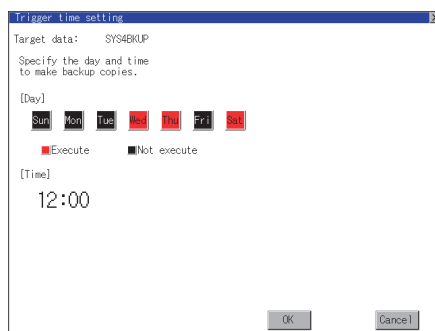 Trigger time setting
Target data: SYS4BKUP
Specify the day and time
to make backup copies.
[Day]
Sun Mon Tue Wed Thu Fri Sat
Execute Not execute
[Time]
12:00
OK Cancel